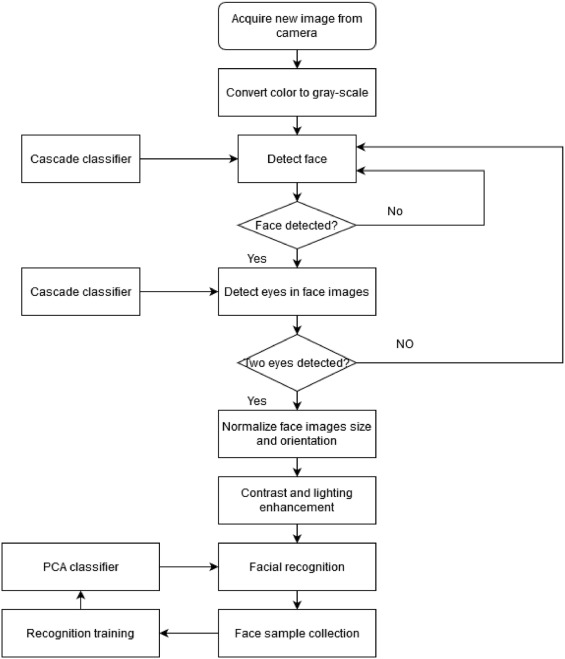 Acquire new image from
camera
Convert color to gray-scale
Cascade classifier
Detect face
No
Face detected?
Yes
Cascade classifier
Detect eyes in face images
NO
Two eyes detected?
Yes
Normalize face images size
and orientation
Contrast and lighting
enhancement
PCA classifier
Facial recognition
Recognition training
Face sample collection